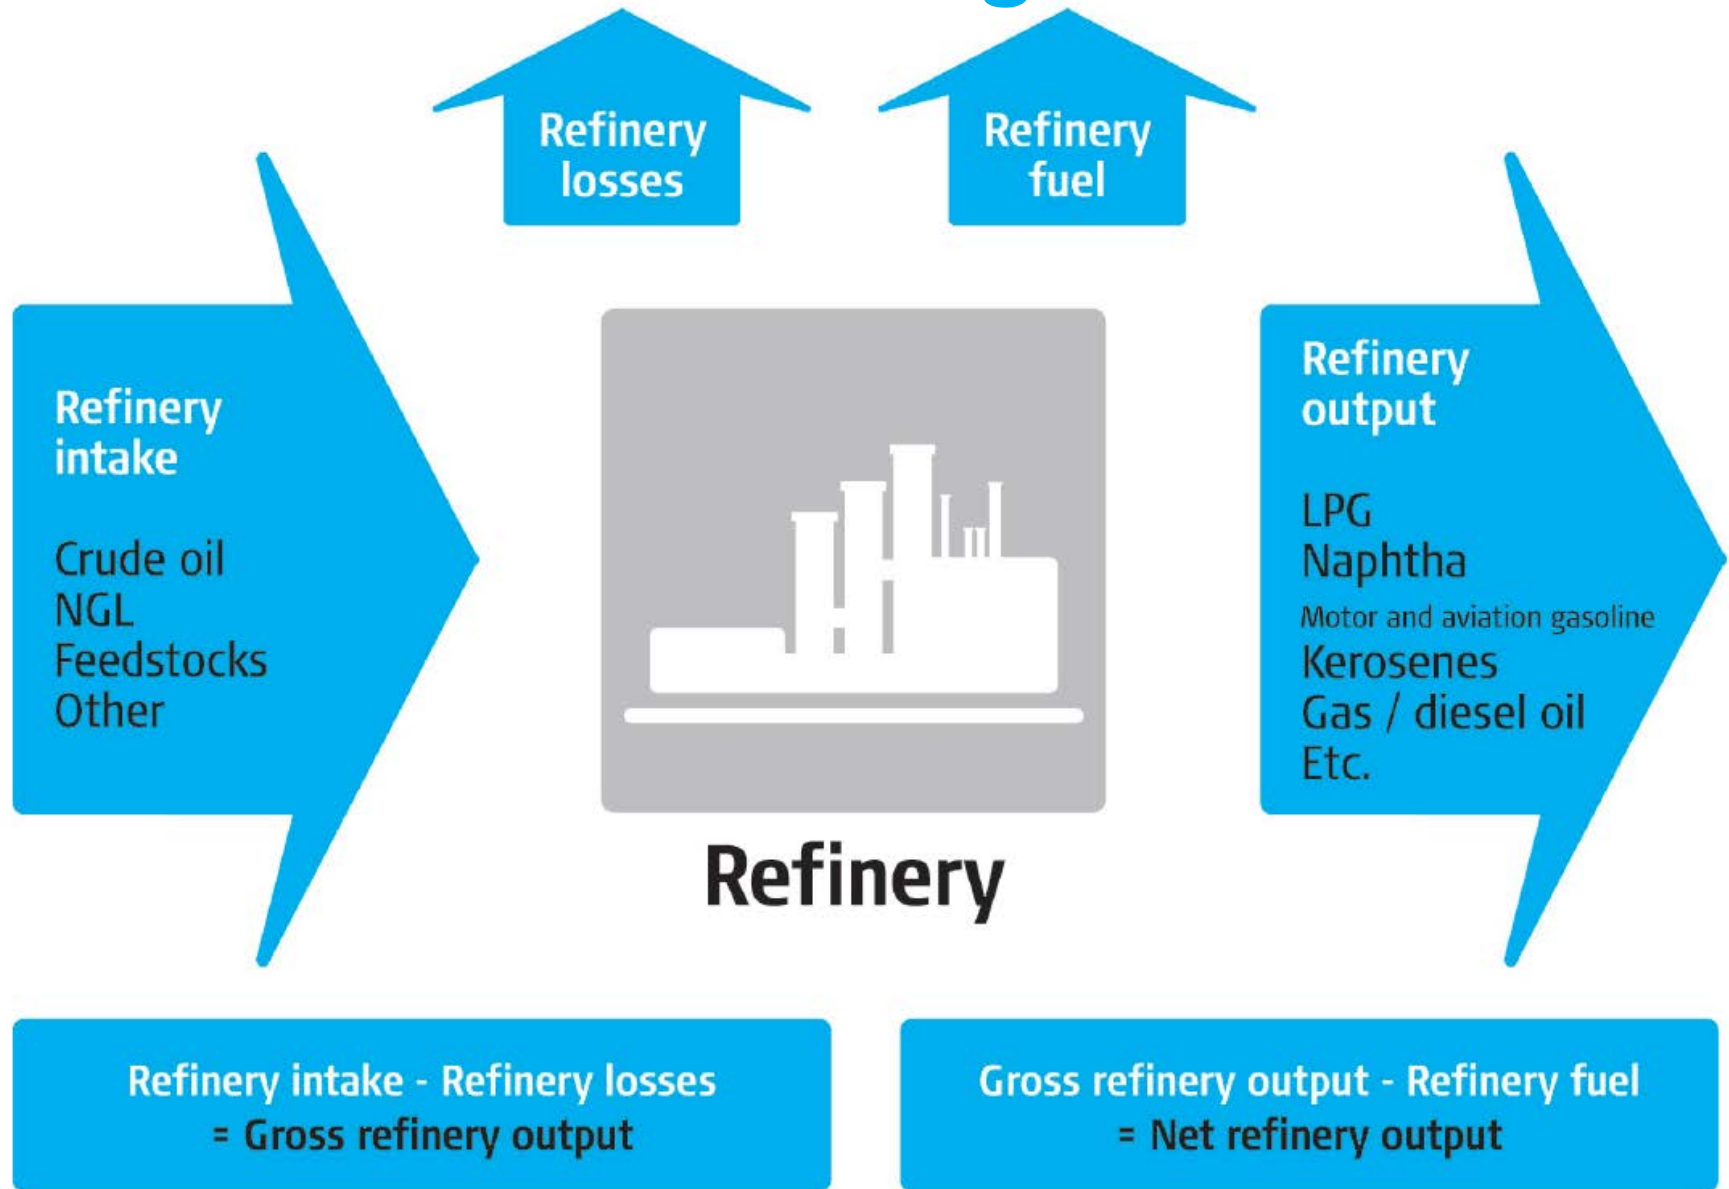 Refinery
losses
Refinery
fuel
Refinery
intake
Crude oil
NGL
Feedstocks
Other
Refinery
output
LPG
Naphtha
Motor and aviation gasoline
Kerosenes
Gas / diesel oil
Etc.
Refinery
Refinery intake - Refinery losses
= Gross refinery output
Gross refinery output - Refinery fuel
= Net refinery output